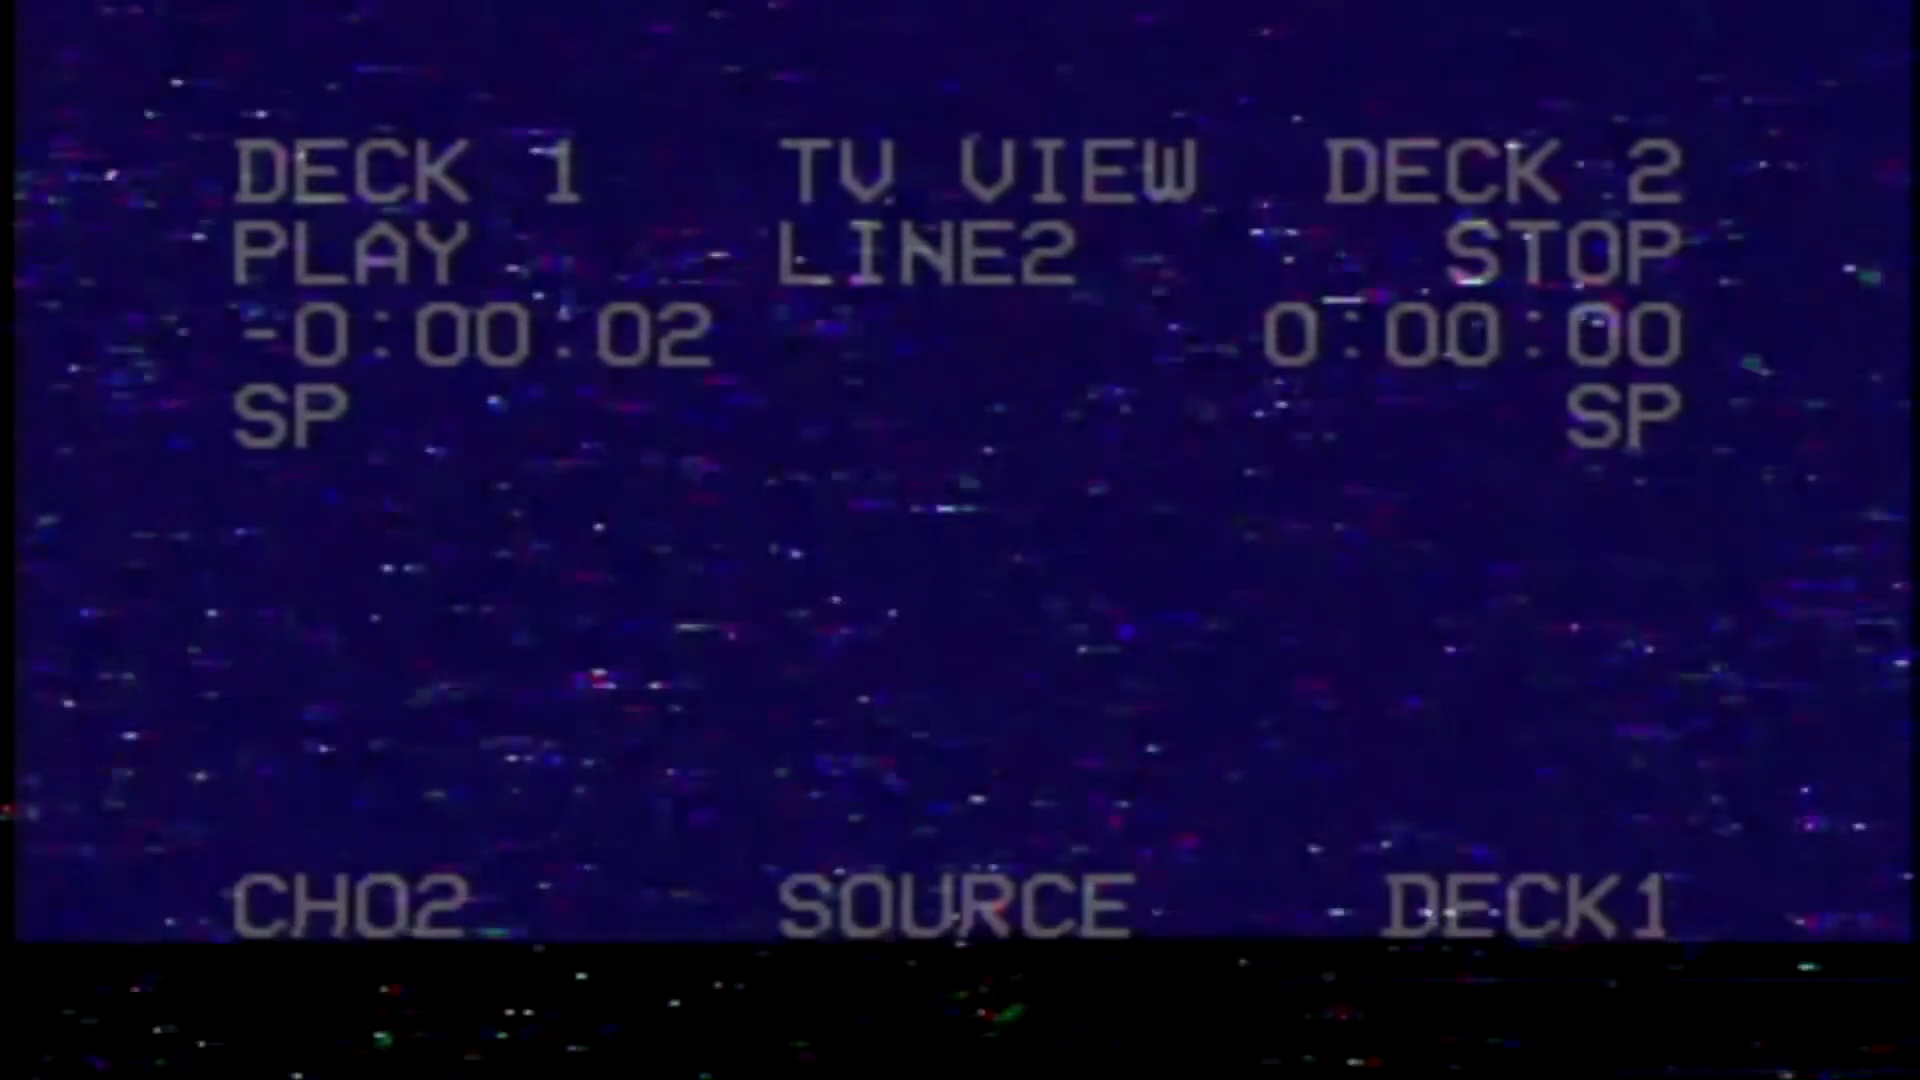 DECK 1 TV VIEW DECK 2
PLAY LINE2 STOP
-0:00:02 0:00:00
SP SP
CH02 SOURCE DECK1